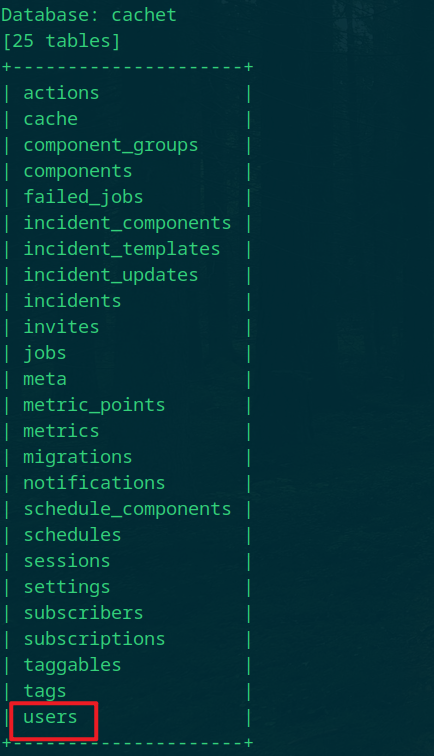 Database: cachet
[25 tables]
+---------------------+
| actions             |
| cache               |
| component_groups    |
| components          |
| failed_jobs         |
| incident_components |
| incident_templates  |
| incident_updates    |
| incidents           |
| invites             |
| jobs                |
| meta                |
| metric_points       |
| metrics             |
| migrations          |
| notifications       |
| schedule_components |
| schedules           |
| sessions            |
| settings            |
| subscribers         |
| subscriptions       |
| taggables           |
| tags                |
| users               |
+---------------------+